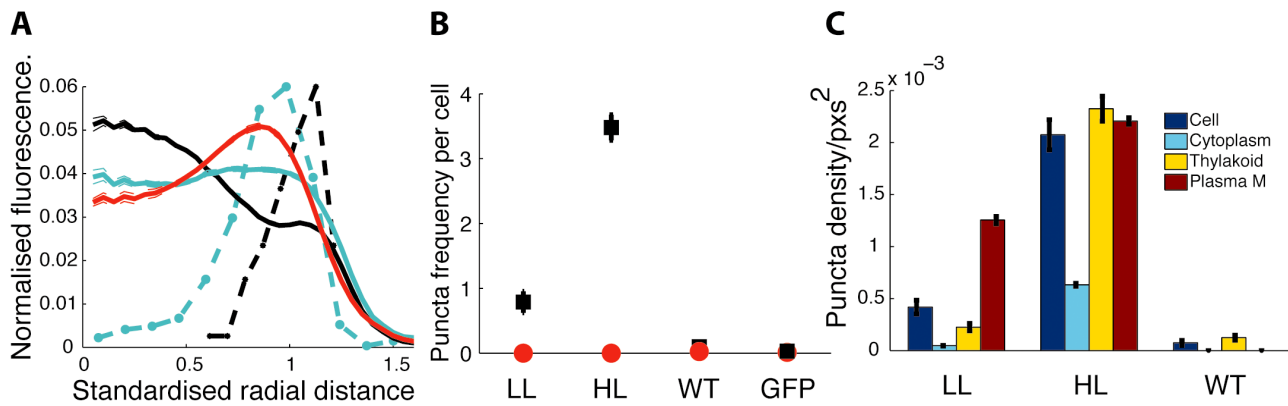 A
Normalised fluorescence.
0.06
0.05
0.04
0.03
0.02
0.01
0
0
0.5
1
1.5
Standardised radial distance
B
Puncta frequency per cell
4
3
2
1
0
LL
HL
WT
GFP
C
Puncta density/pxs²
x 10⁻³
2.5
2
1.5
1
0.5
0
Cell
Cytoplasm
Thylakoid
Plasma M
LL
HL
WT